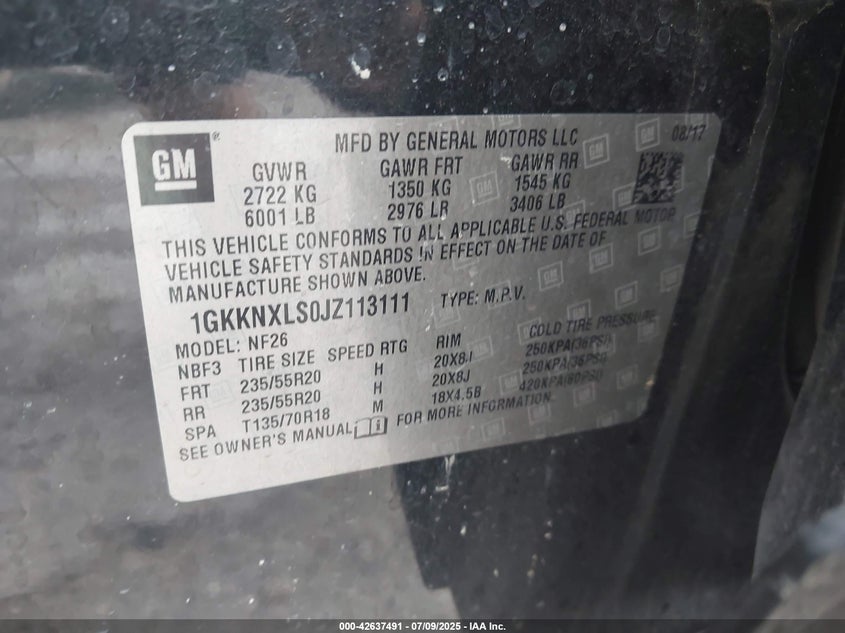 GM
MFD BY GENERAL MOTORS LLC 08/17
GVWR GAWR FRT GAWR RR
2722 KG 1350 KG 1545 KG
6001 LB 2976 LB 3406 LB
THIS VEHICLE CONFORMS TO ALL APPLICABLE U.S. FEDERAL MOTOR
VEHICLE SAFETY STANDARDS IN EFFECT ON THE DATE OF
MANUFACTURE SHOWN ABOVE.
1GKKNXLS0JZ113111 TYPE: M.P.V.
MODEL: NF26
NBF3 TIRE SIZE SPEED RTG RIM COLD TIRE PRESSURE
FRT 235/55R20 H 20X8J 250KPA(36PSI)
RR 235/55R20 H 20X8J 250KPA(36PSI)
SPA T135/70R18 M 18X4.5B 420KPA(60PSI)
SEE OWNER'S MANUAL FOR MORE INFORMATION.
000-42637491 - 07/09/2025 - IAA Inc.